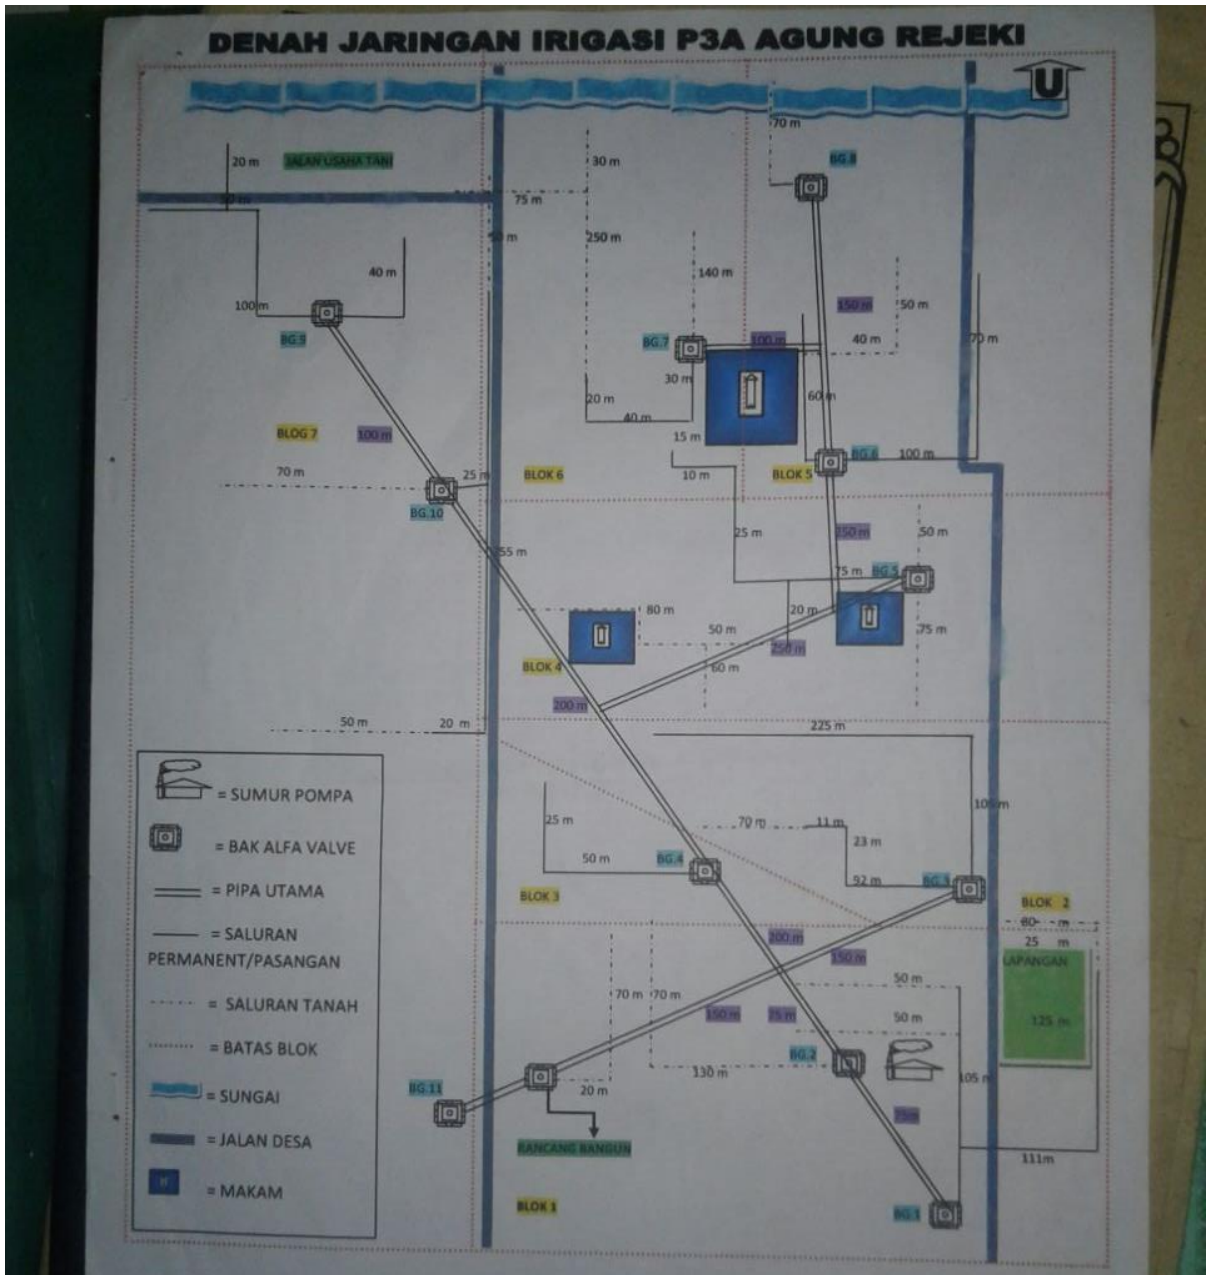 DENAH JARINGAN IRIGASI P3A AGUNG REJEKI
U
70 m
20 m
JALAN USAHA TANI
30 m
BG.8
75 m
250 m
40 m
140 m
100 m
150 m
50 m
BG.9
BG.7
100 m
40 m
70 m
30 m
20 m
60 m
40 m
BLOG 7
100 m
15 m
BG.6
100 m
70 m
25 m
BLOK 6
10 m
BLOK 5
BG.10
25 m
50 m
55 m
75 m
BG.5
80 m
20 m
50 m
75 m
250 m
BLOK 4
60 m
200 m
50 m
20 m
225 m
= SUMUR POMPA
= BAK ALFA VALVE
= PIPA UTAMA
= SALURAN
PERMANENT/PASANGAN
= SALURAN TANAH
= BATAS BLOK
= SUNGAI
= JALAN DESA
= MAKAM
25 m
70 m
11 m
23 m
50 m
BG.4
92 m
BG.3
BLOK 3
BLOK 2
80 m
200 m
25 m
150 m
LAPANGAN
50 m
70 m
70 m
150 m
25 m
50 m
125 m
BG.2
130 m
BG.11
20 m
105 m
75m
RANCANG BANGUN
111m
BLOK 1
BG.1